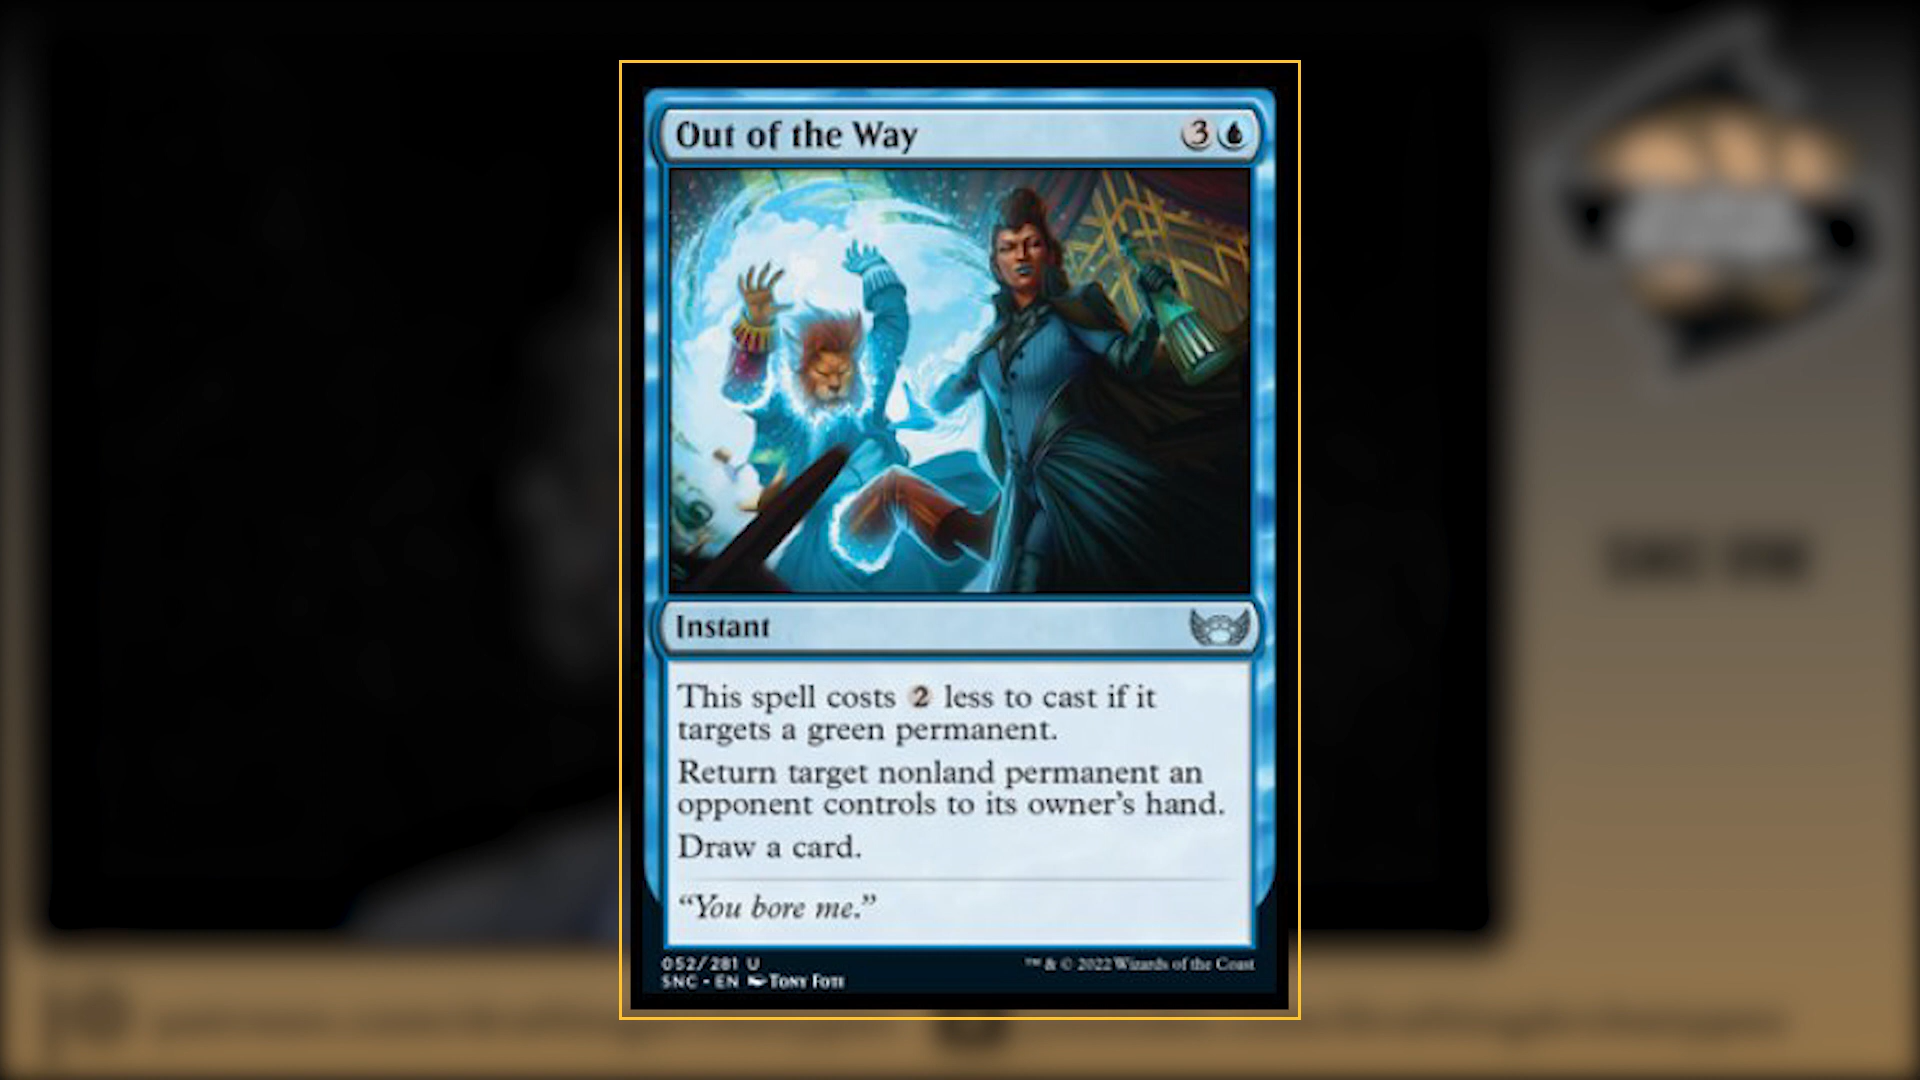 Out of the Way 3
Instant
This spell costs 2 less to cast if it
targets a green permanent.
Return target nonland permanent an
opponent controls to its owner's hand.
Draw a card.
“You bore me.”
052/281 U
™ & © 2022 Wizards of the Coast
SNC • EN Tony Foti